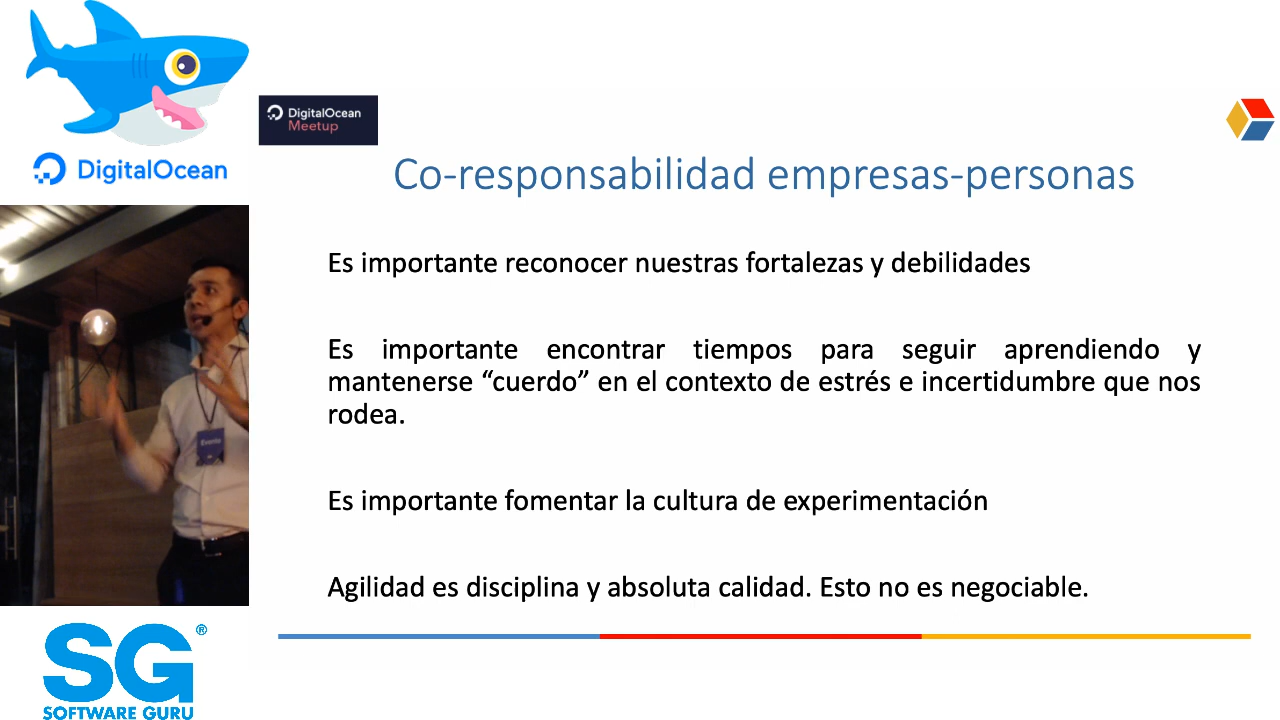 DigitalOcean
DigitalOcean
Meetup
Co-responsabilidad empresas-personas
Es importante reconocer nuestras fortalezas y debilidades
Es importante encontrar tiempos para seguir aprendiendo y
mantenerse “cuerdo” en el contexto de estrés e incertidumbre que nos
rodea.
Es importante fomentar la cultura de experimentación
Agilidad es disciplina y absoluta calidad. Esto no es negociable.
SG®
SOFTWARE GURU